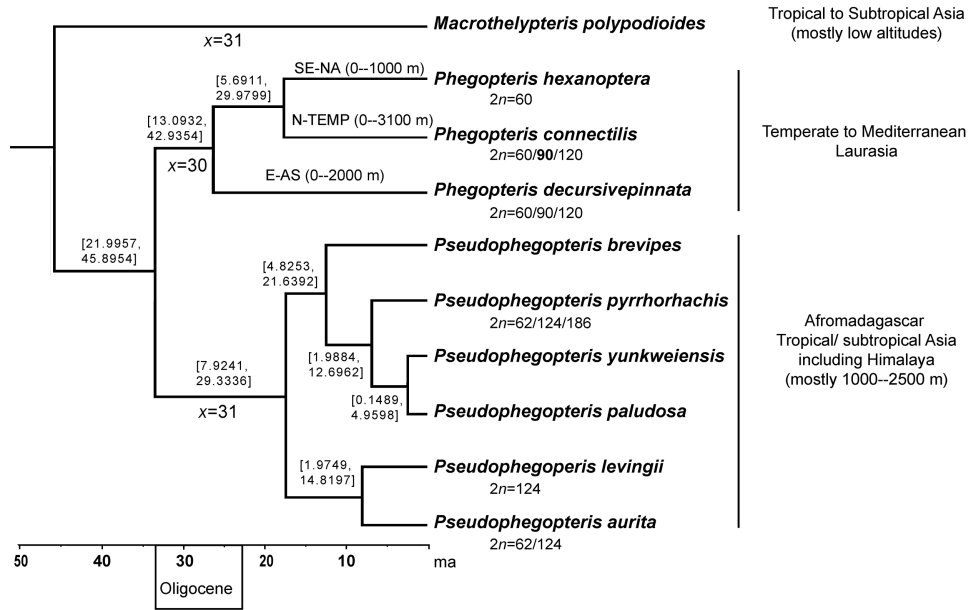 Macrothelypteris polypodioides
x=31
Tropical to Subtropical Asia
(mostly low altitudes)
SE-NA (0--1000 m)
Phegopteris hexanoptera
2n=60
[5.6911,
29.9799]
[13.0932,
42.9354]
N-TEMP (0--3100 m)
Phegopteris connectilis
2n=60/90/120
x=30
E-AS (0--2000 m)
Phegopteris decursivepinnata
2n=60/90/120
Temperate to Mediterranean
Laurasia
[21.9957,
45.8954]
Pseudophegopteris brevipes
[4.8253,
21.6392]
Pseudophegopteris pyrrhorhachis
2n=62/124/186
Pseudophegopteris yunkweiensis
[1.9884,
12.6962]
[7.9241,
29.3336]
[0.1489,
4.9598]
Pseudophegopteris paludosa
x=31
Afromadagascar
Tropical/ subtropical Asia
including Himalaya
(mostly 1000--2500 m)
[1.9749,
14.8197]
Pseudophegoperis levingii
2n=124
Pseudophegopteris aurita
2n=62/124
50 40 30 20 10 ma
Oligocene